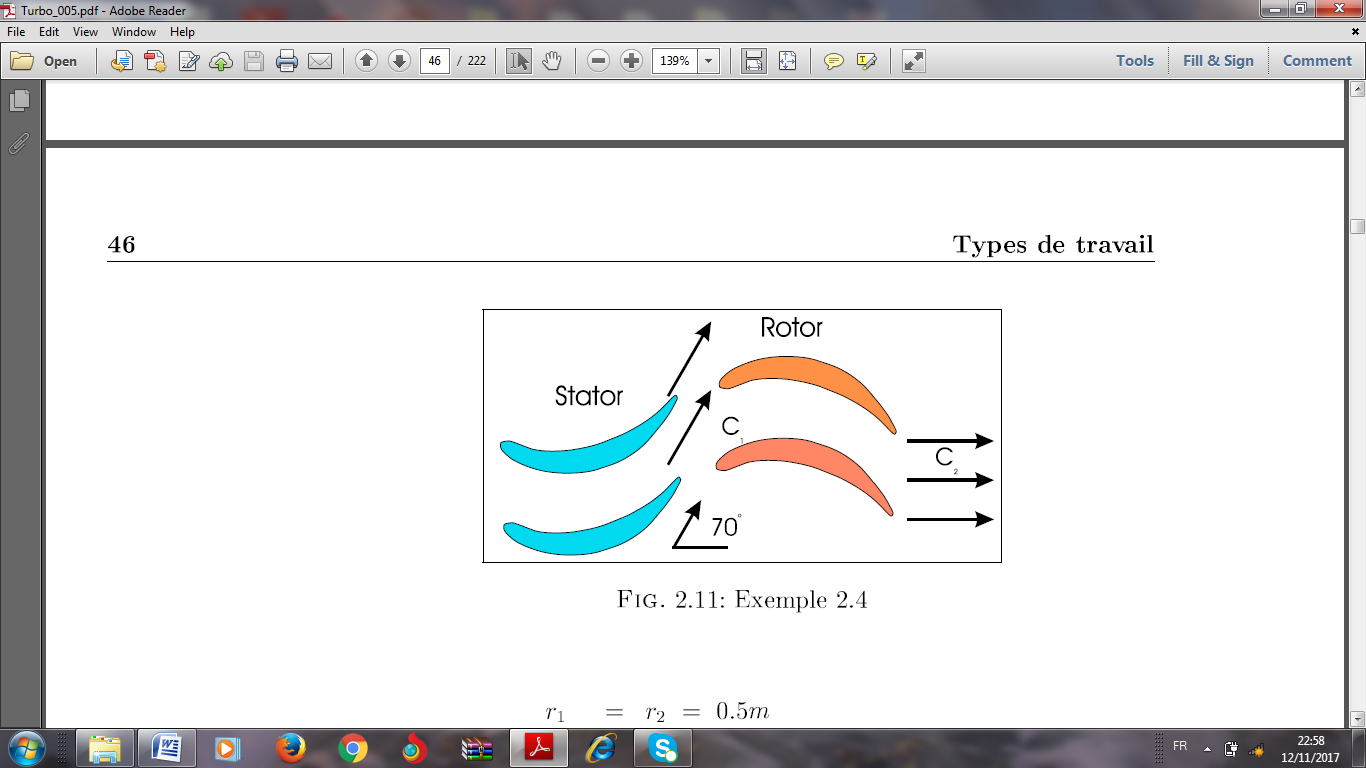 Turbo_005.pdf - Adobe Reader
File Edit View Window Help
Open 46 / 222 139% Tools Fill & Sign Comment
46 Types de travail
Rotor
Stator
C₁
C₂
70°
Fig. 2.11: Exemple 2.4
r₁ = r₂ = 0.5m
FR 22:58
12/11/2017